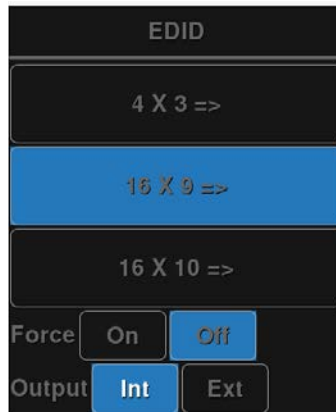 EDID
4 X 3 =>
16 X 9 =>
16 X 10 =>
Force On Off
Output Int Ext